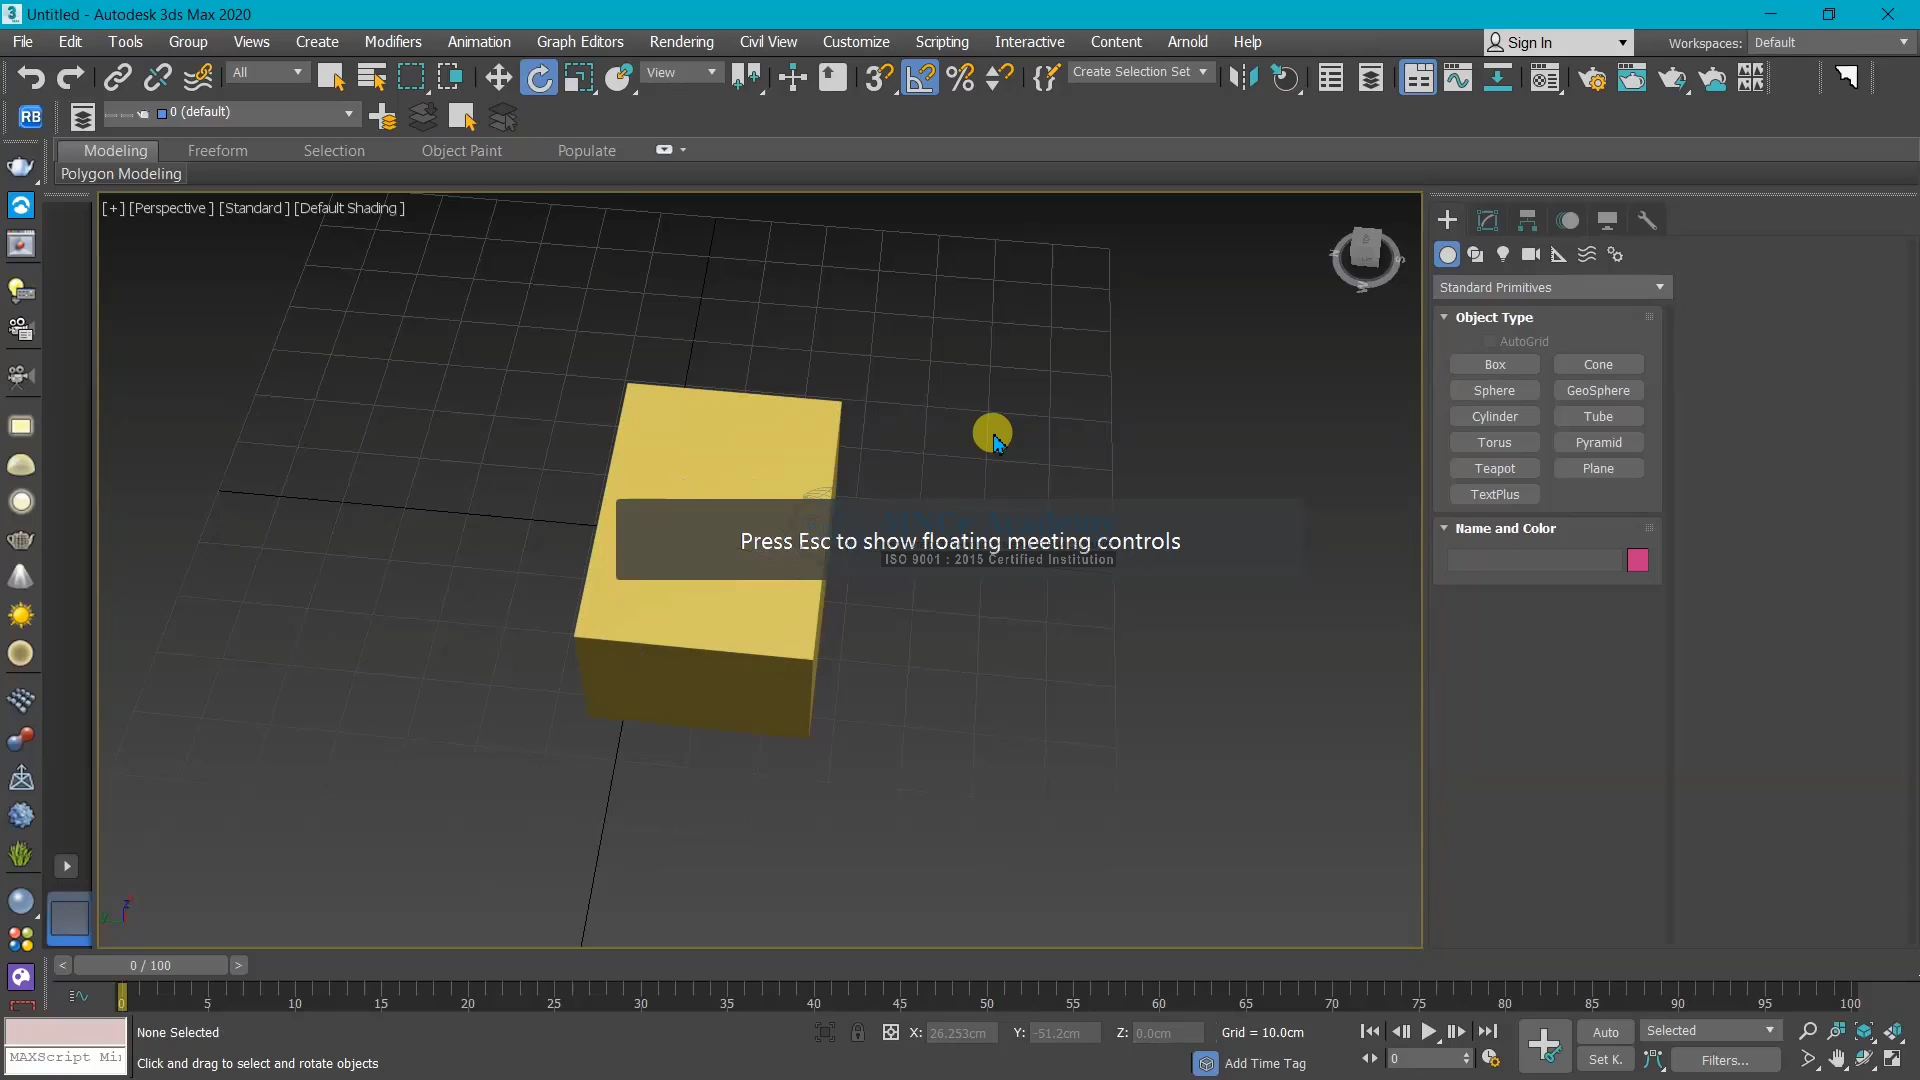 Untitled - Autodesk 3ds Max 2020
File Edit Tools Group Views Create Modifiers Animation Graph Editors Rendering Civil View Customize Scripting Interactive Content Arnold Help
Sign In
Workspaces: Default
All
View
Create Selection Set
RB
0 (default)
Modeling Freeform Selection Object Paint Populate
Polygon Modeling
[+] [Perspective ] [Standard ] [Default Shading ]
Standard Primitives
Object Type
AutoGrid
Box Cone
Sphere GeoSphere
Cylinder Tube
Torus Pyramid
Teapot Plane
TextPlus
Name and Color
Press Esc to show floating meeting controls
ISO 9001 : 2015 Certified Institution
< 0 / 100 >
0 5 10 15 20 25 30 35 40 45 50 55 60 65 70 75 80 85 90 95 100
None Selected
X: 26.253cm Y: -51.2cm Z: 0.0cm Grid = 10.0cm
Auto Selected
MAXScript Mi
Click and drag to select and rotate objects
Add Time Tag
0
Set K. Filters...